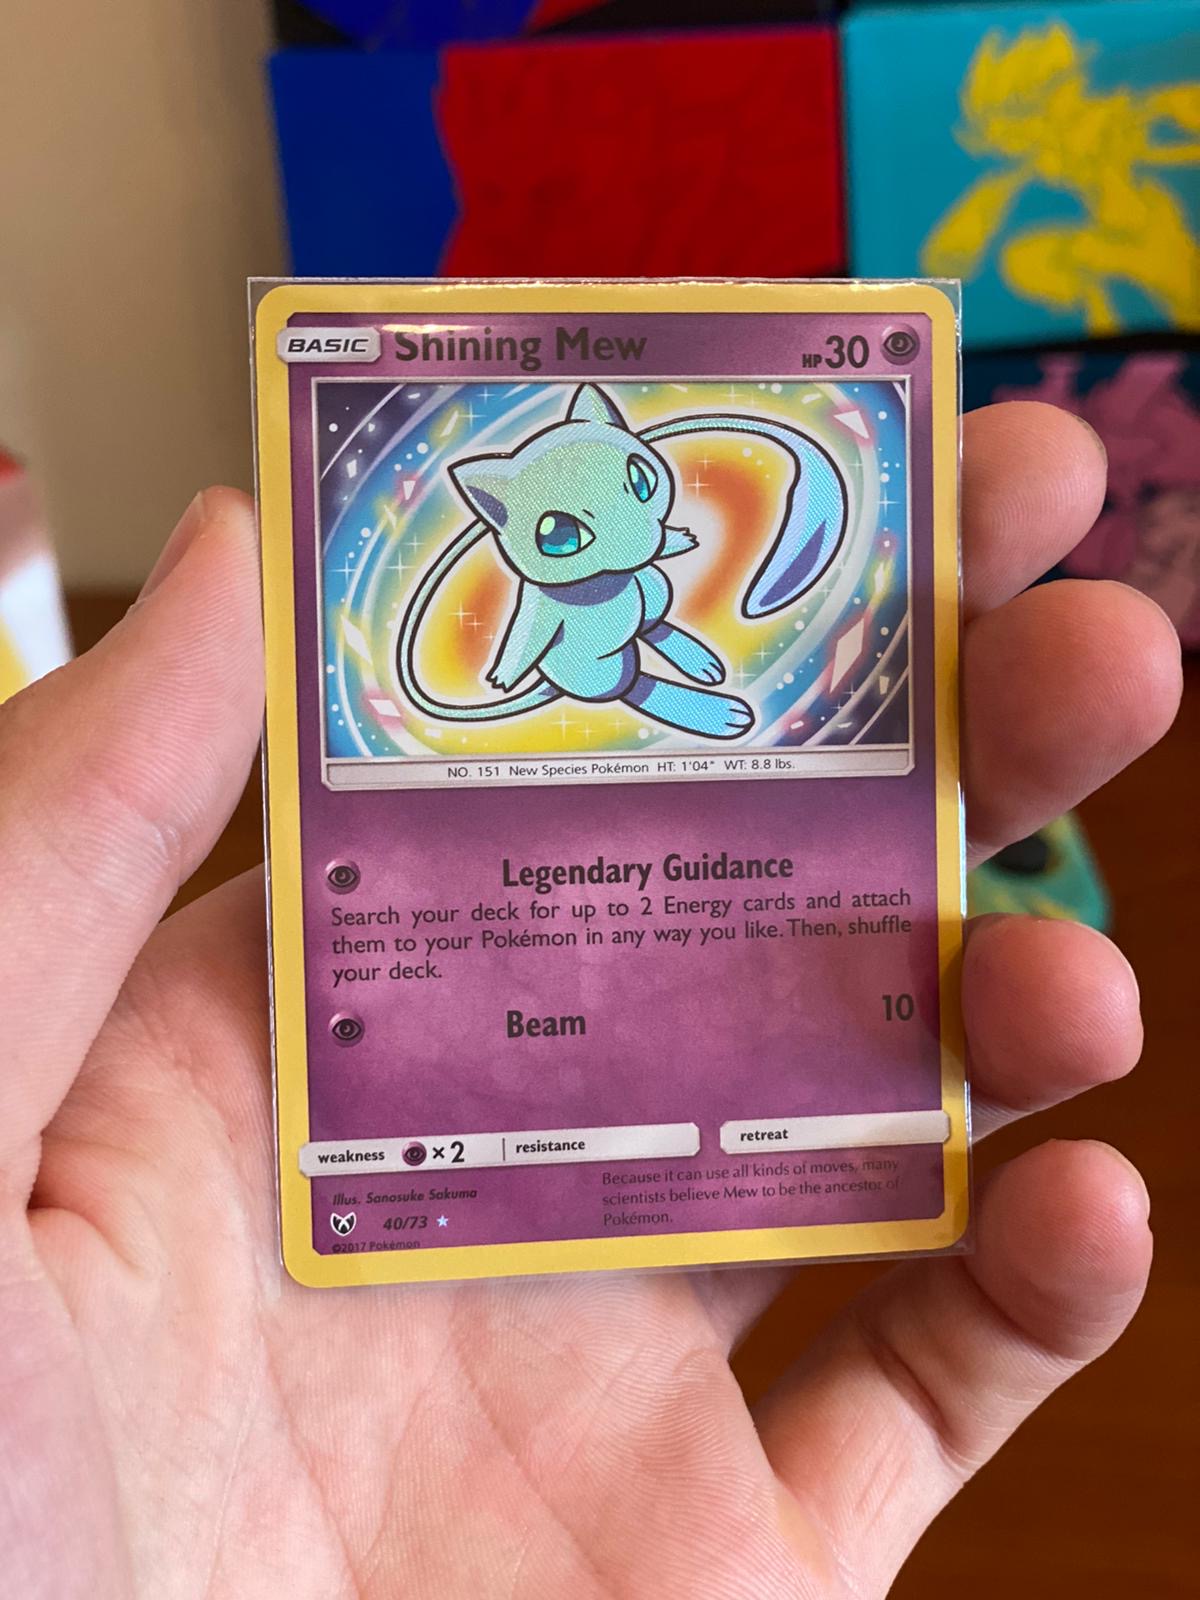 BASIC Shining Mew HP 30
NO. 151 New Species Pokémon HT: 1'04" WT: 8.8 lbs.
Legendary Guidance
Search your deck for up to 2 Energy cards and attach
them to your Pokémon in any way you like. Then, shuffle
your deck.
Beam 10
weakness ×2 resistance retreat
Illus. Sanosuke Sakuma
40/73
©2017 Pokémon
Because it can use all kinds of moves, many
scientists believe Mew to be the ancestor of
Pokémon.